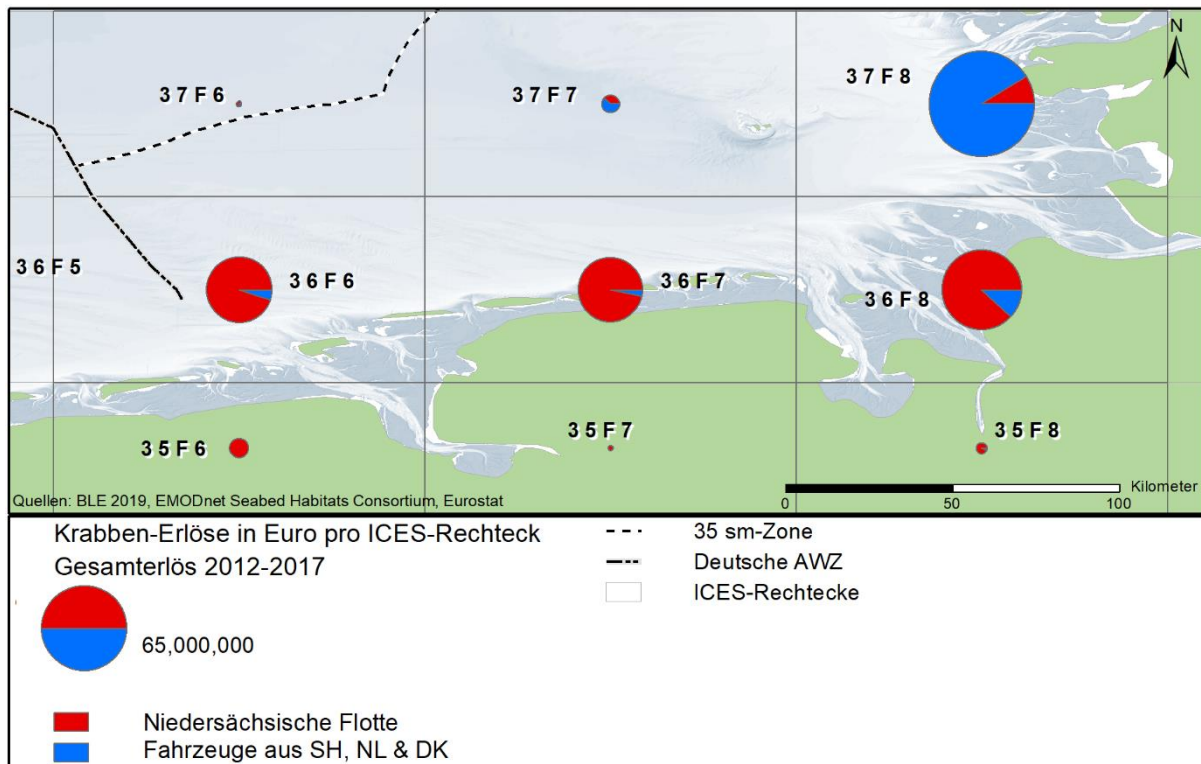 N
37F6
37F7
37F8
36F5
36F6
36F7
36F8
35F6
35F7
35F8
Kilometer
0
50
100
Quellen: BLE 2019, EMODnet Seabed Habitats Consortium, Eurostat
Krabben-Erlöse in Euro pro ICES-Rechteck
Gesamterlös 2012-2017
65,000,000
Niedersächsische Flotte
Fahrzeuge aus SH, NL & DK
35 sm-Zone
Deutsche AWZ
ICES-Rechtecke